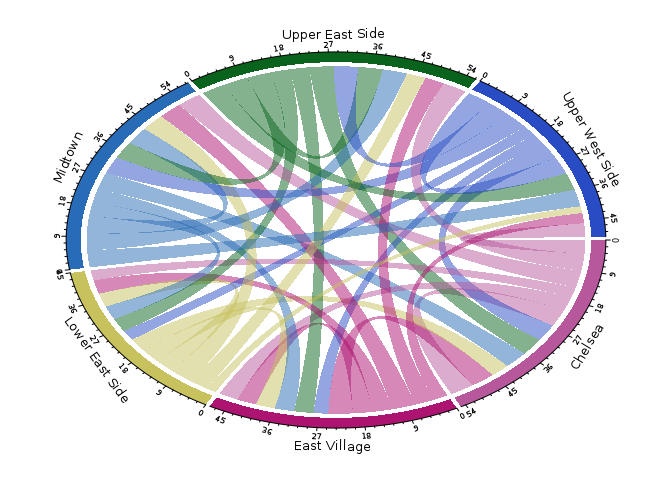 Upper East Side
0 9 18 27 36 45 54
Upper West Side
0 9 18 27 36 45
Chelsea
0 9 18 27 36 45 54
East Village
0 9 18 27 36 45
Lower East Side
0 9 18 27 36 45
Midtown
0 9 18 27 36 45 54